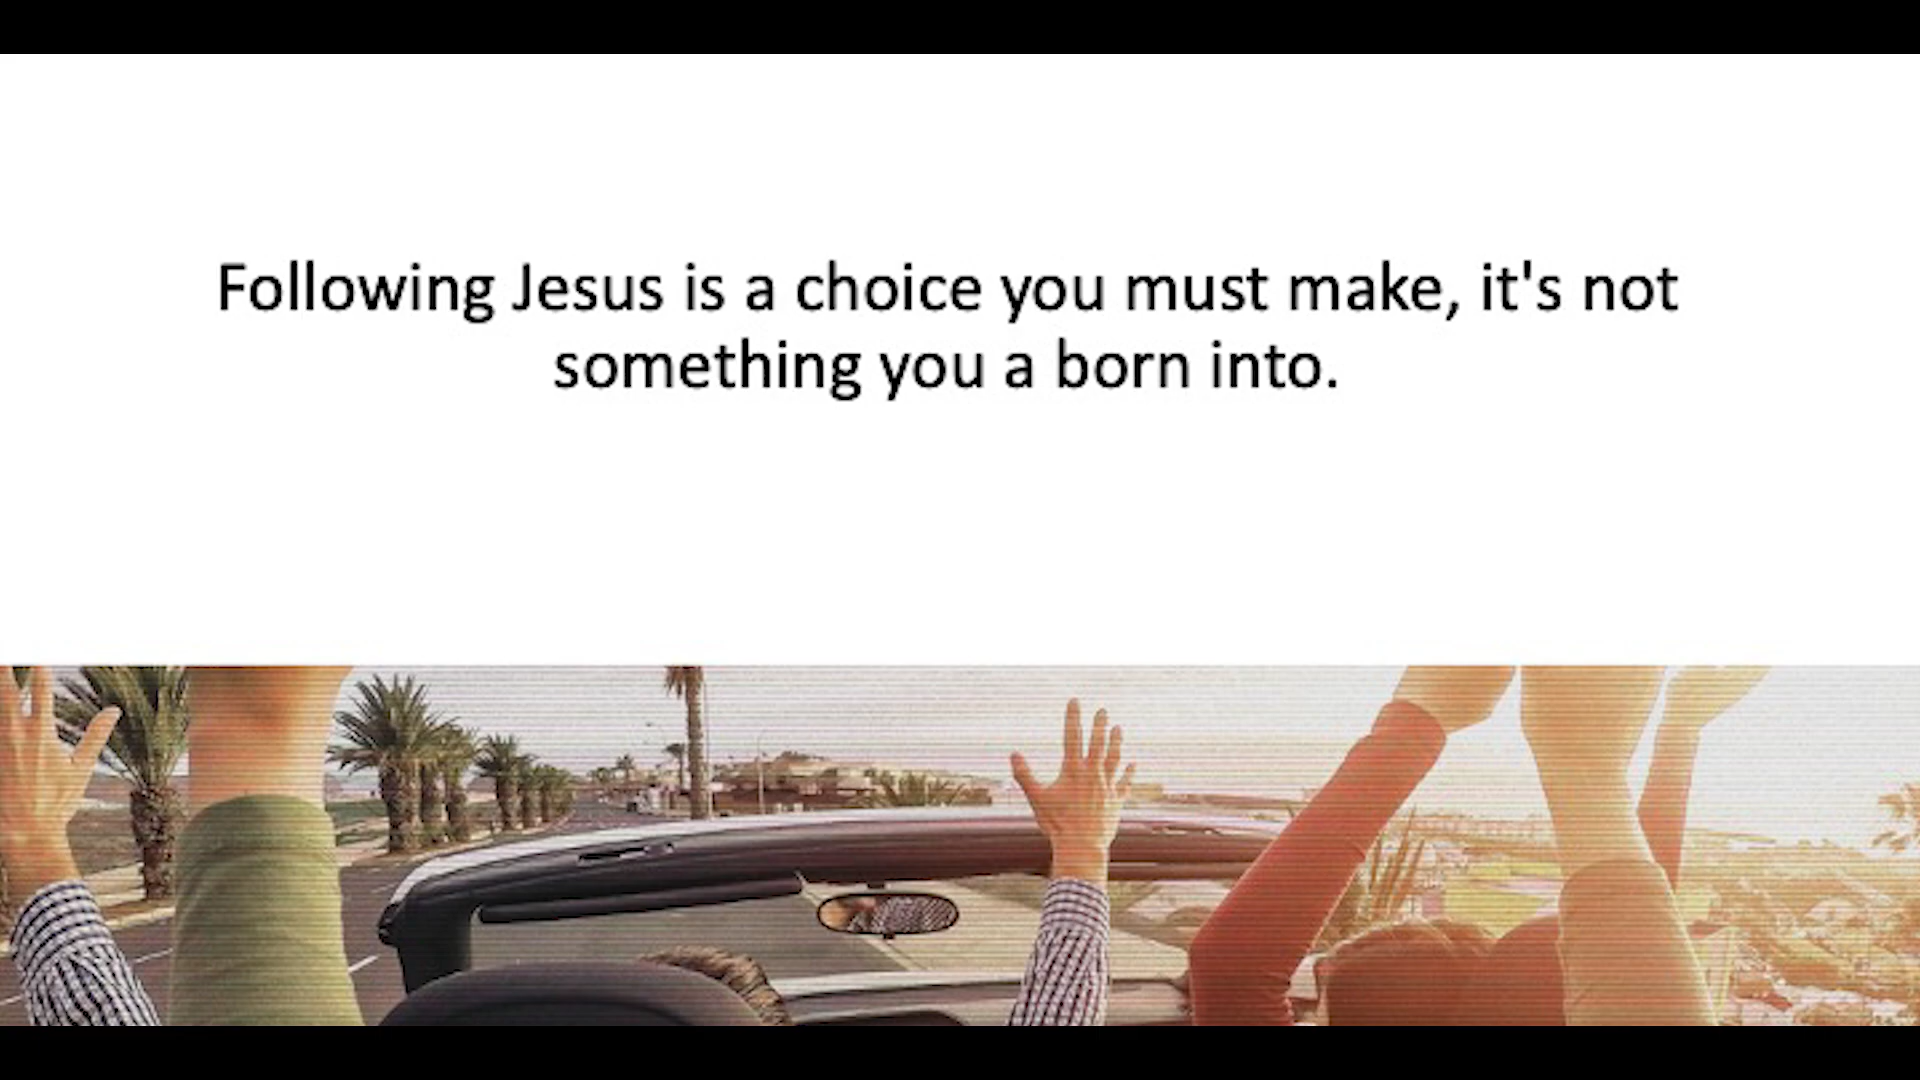 Following Jesus is a choice you must make, it's not
something you a born into.